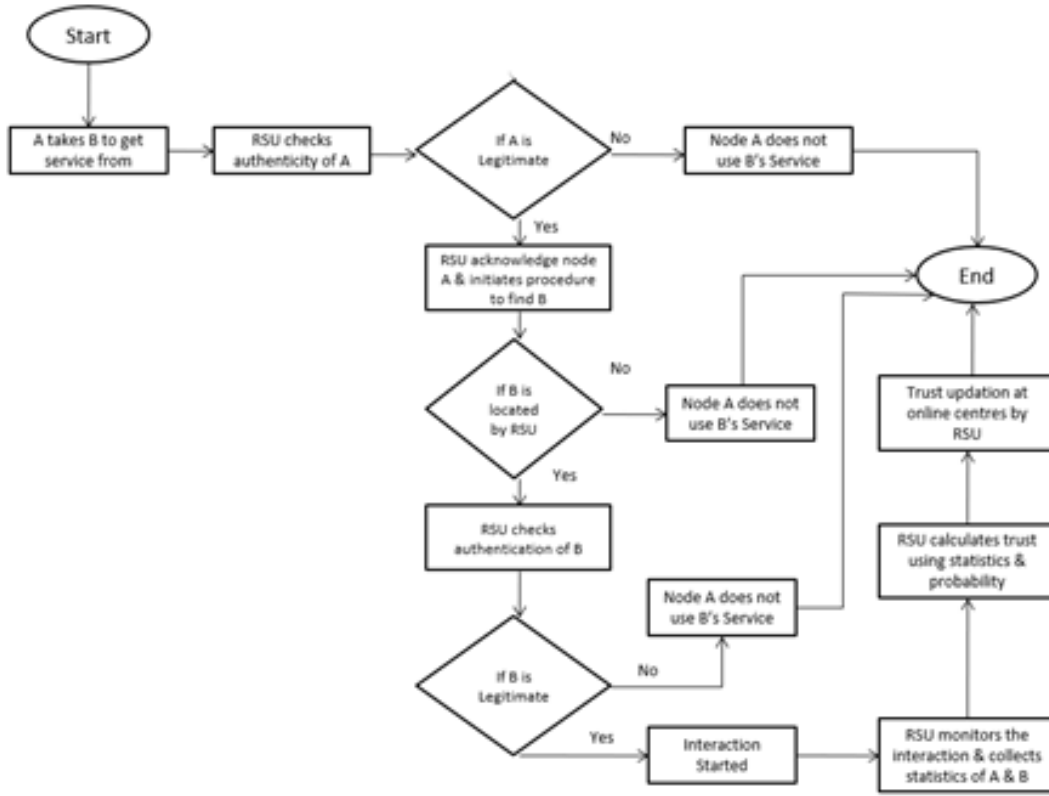 Start
A takes B to get
service from
RSU checks
authenticity of A
If A is
Legitimate
No
Node A does not
use B's Service
Yes
RSU acknowledge node
A & initiates procedure
to find B
End
If B is
located
by RSU
No
Node A does not
use B's Service
Trust updation at
online centres by
RSU
Yes
RSU checks
authentication of B
RSU calculates trust
using statistics &
probability
Node A does not
use B's Service
If B is
Legitimate
No
Yes
Interaction
Started
RSU monitors the
interaction & collects
statistics of A & B